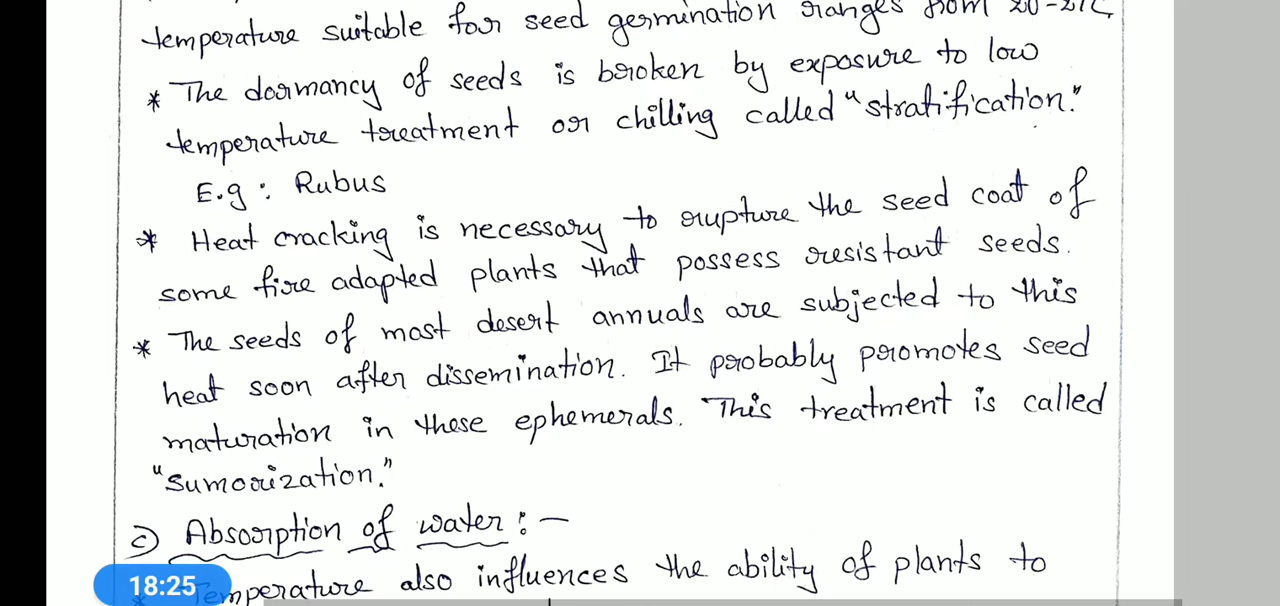 temperature suitable for seed germination ranges from 20-27C
* The dormancy of seeds is broken by exposure to low
temperature treatment or chilling called "stratification."
E.g : Rubus
* Heat cracking is necessary to rupture the seed coat of
some fire adapted plants that possess resistant seeds.
* The seeds of most desert annuals are subjected to this
heat soon after dissemination. It probably promotes seed
maturation in these ephemerals. This treatment is called
"Sumorization."
c) Absorption of water : -
* Temperature also influences the ability of plants to
18:25